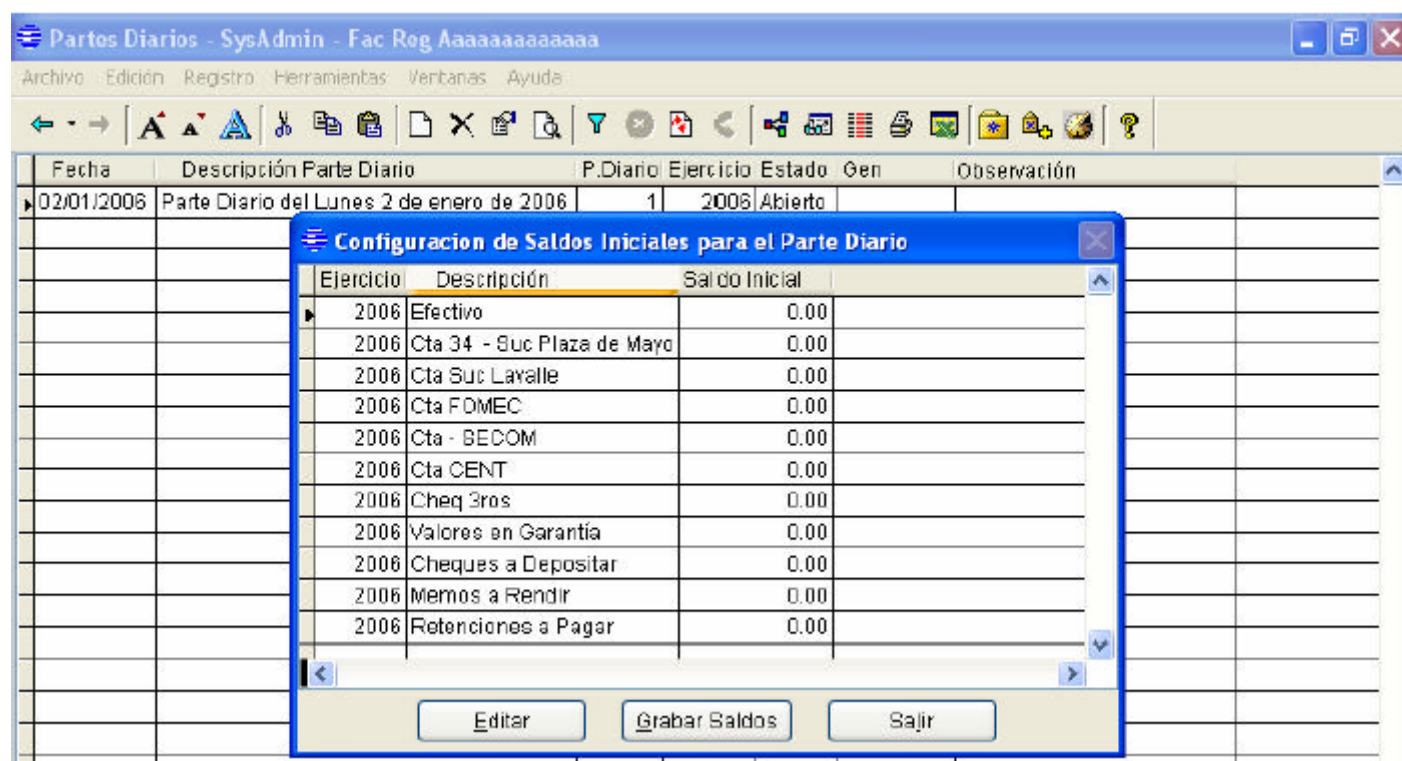 Partes Diarios - SysAdmin - Fac Reg Aaaaaaaaaaaaa
Archivo Edición Registro Herramientas Ventanas Ayuda
Fecha Descripción Parte Diario P.Diario Ejercicio Estado Gen Observación
02/01/2006 Parte Diario del Lunes 2 de enero de 2006 1 2006 Abierto
Configuracion de Saldos Iniciales para el Parte Diario
Ejercicio Descripción Saldo Inicial
2006 Efectivo 0.00
2006 Cta 34 - Suc Plaza de Mayo 0.00
2006 Cta Suc Lavalle 0.00
2006 Cta FOMEC 0.00
2006 Cta - SECOM 0.00
2006 Cta CENT 0.00
2006 Cheq 3ros 0.00
2006 Valores en Garantía 0.00
2006 Cheques a Depositar 0.00
2006 Memos a Rendir 0.00
2006 Retenciones a Pagar 0.00
Editar Grabar Saldos Salir